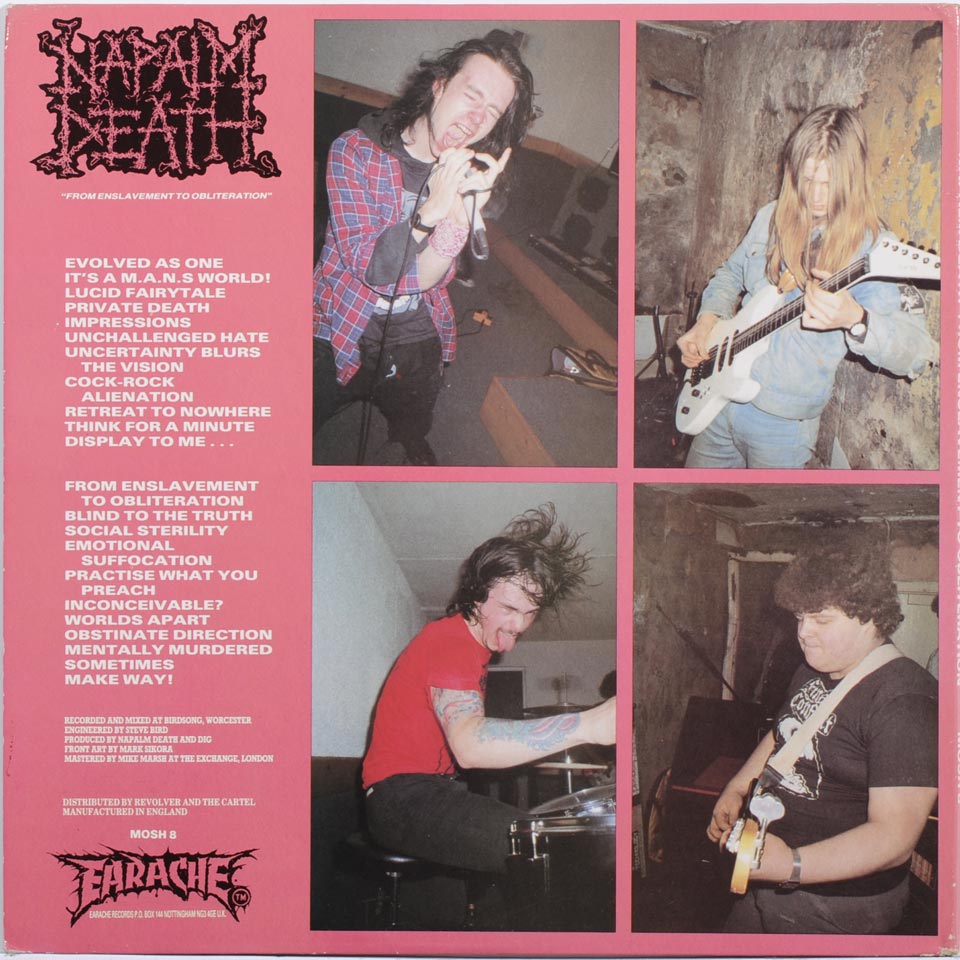 NAPALM
DEATH
"FROM ENSLAVEMENT TO OBLITERATION"
EVOLVED AS ONE
IT'S A M.A.N.S WORLD!
LUCID FAIRYTALE
PRIVATE DEATH
IMPRESSIONS
UNCHALLENGED HATE
UNCERTAINTY BLURS
THE VISION
COCK-ROCK
ALIENATION
RETREAT TO NOWHERE
THINK FOR A MINUTE
DISPLAY TO ME . . .
FROM ENSLAVEMENT
TO OBLITERATION
BLIND TO THE TRUTH
SOCIAL STERILITY
EMOTIONAL
SUFFOCATION
PRACTISE WHAT YOU
PREACH
INCONCEIVABLE?
WORLDS APART
OBSTINATE DIRECTION
MENTALLY MURDERED
SOMETIMES
MAKE WAY!
RECORDED AND MIXED AT BIRDSONG, WORCESTER
ENGINEERED BY STEVE BIRD
PRODUCED BY NAPALM DEATH AND DIG
FRONT ART BY MARK SIKORA
MASTERED BY MIKE MARSH AT THE EXCHANGE, LONDON
DISTRIBUTED BY REVOLVER AND THE CARTEL
MANUFACTURED IN ENGLAND
MOSH 8
EARACHE
TM
EARACHE RECORDS P.O. BOX 144 NOTTINGHAM NG3 4GE U.K.